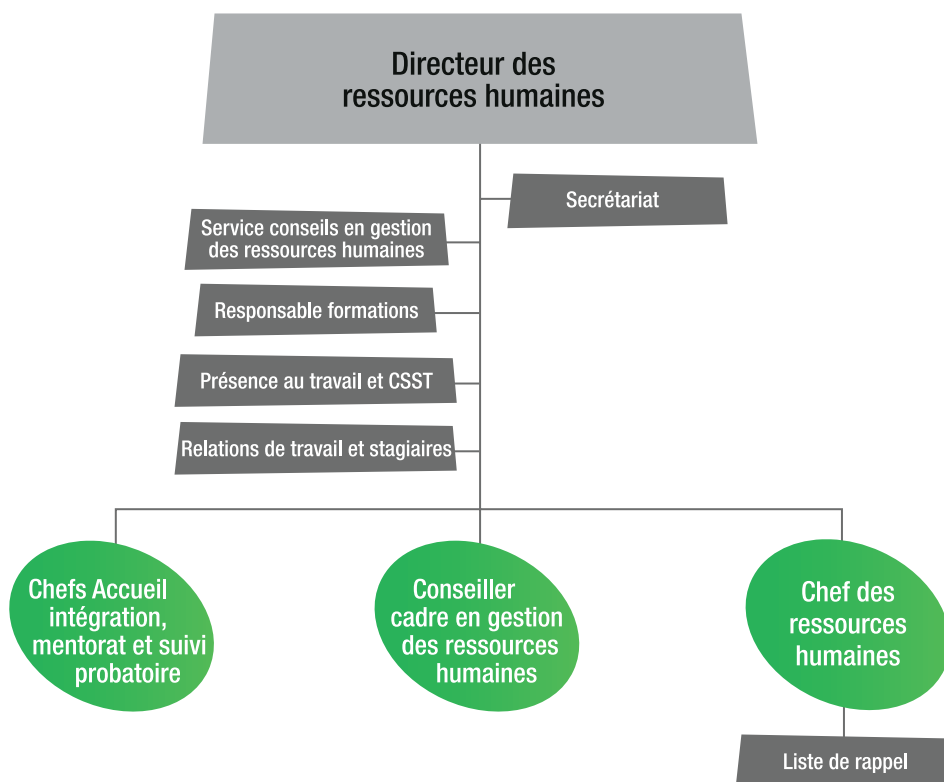 Directeur des
ressources humaines
Secrétariat
Service conseils en gestion
des ressources humaines
Responsable formations
Présence au travail et CSST
Relations de travail et stagiaires
Chefs Accueil
intégration,
mentorat et suivi
probatoire
Conseiller
cadre en gestion
des ressources
humaines
Chef des
ressources
humaines
Liste de rappel